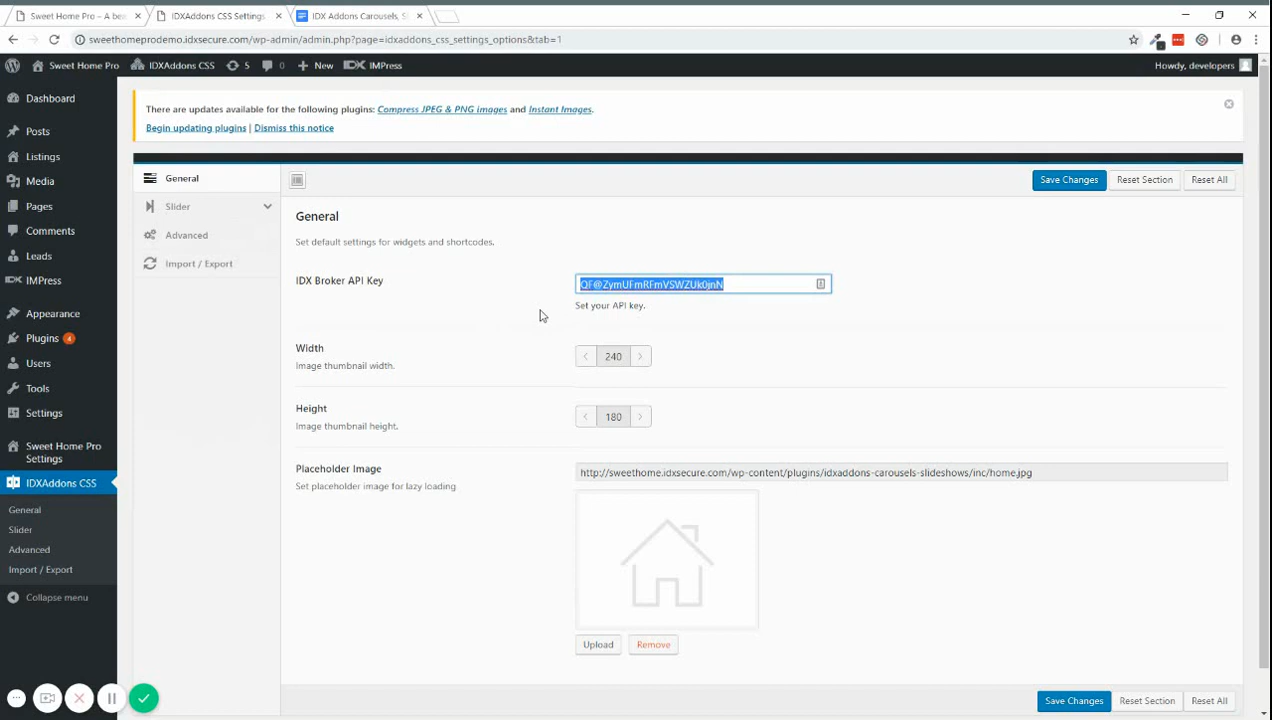 Sweet Home Pro – A bea
IDXAddons CSS Settings
IDX Addons Carousels, S
sweethomeprodemo.idxsecure.com/wp-admin/admin.php?page=idxaddons_css_settings_options&tab=1
Sweet Home Pro
IDXAddons CSS
5
0
New
IDX
IMPress
Howdy, developers
Dashboard
Posts
Listings
Media
Pages
Comments
Leads
IMPress
Appearance
Plugins 4
Users
Tools
Settings
Sweet Home Pro
Settings
IDXAddons CSS
General
Slider
Advanced
Import / Export
Collapse menu
There are updates available for the following plugins: Compress JPEG & PNG images and Instant Images.
Begin updating plugins | Dismiss this notice
General
Slider
Advanced
Import / Export
Save Changes
Reset Section
Reset All
General
Set default settings for widgets and shortcodes.
IDX Broker API Key
QF@ZymUFmRFmVSWZUk0jnN
Set your API key.
Width
Image thumbnail width.
240
Height
Image thumbnail height.
180
Placeholder Image
Set placeholder image for lazy loading
http://sweethome.idxsecure.com/wp-content/plugins/idxaddons-carousels-slideshows/inc/home.jpg
Upload
Remove
Save Changes
Reset Section
Reset All